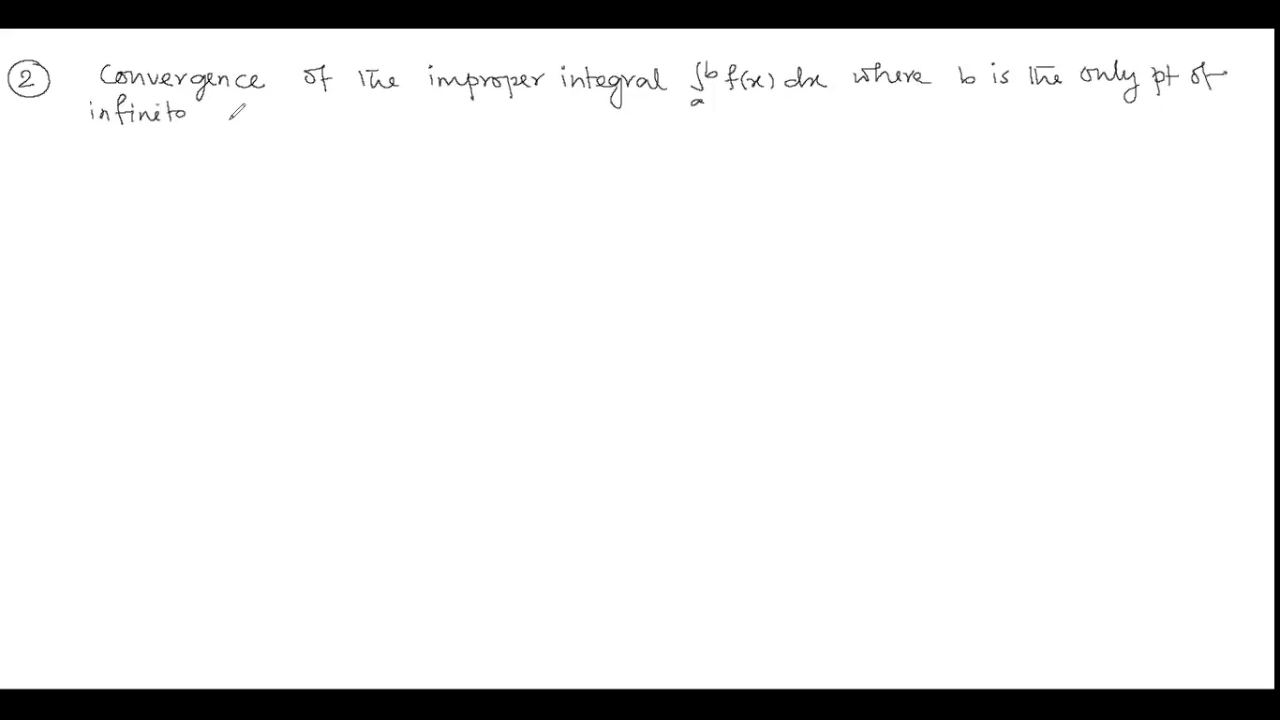 ② Convergence of the improper integral ∫_a^b f(x) dx where b is the only pt of
infinite